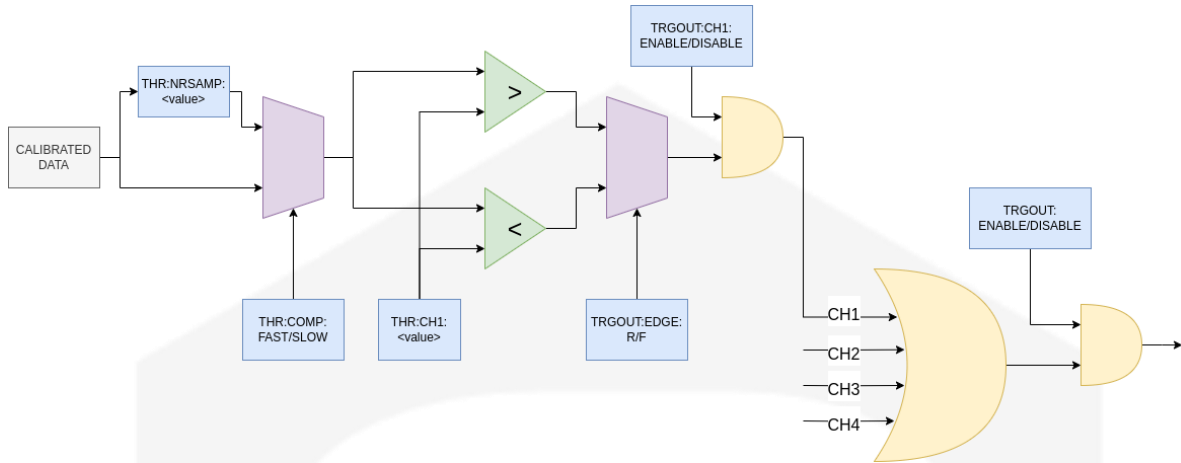 TRGOUT:CH1:
ENABLE/DISABLE
THR:NRSAMP:
<value>
>
CALIBRATED
DATA
<
TRGOUT:
ENABLE/DISABLE
THR:COMP:
FAST/SLOW
THR:CH1:
<value>
TRGOUT:EDGE:
R/F
CH1
CH2
CH3
CH4